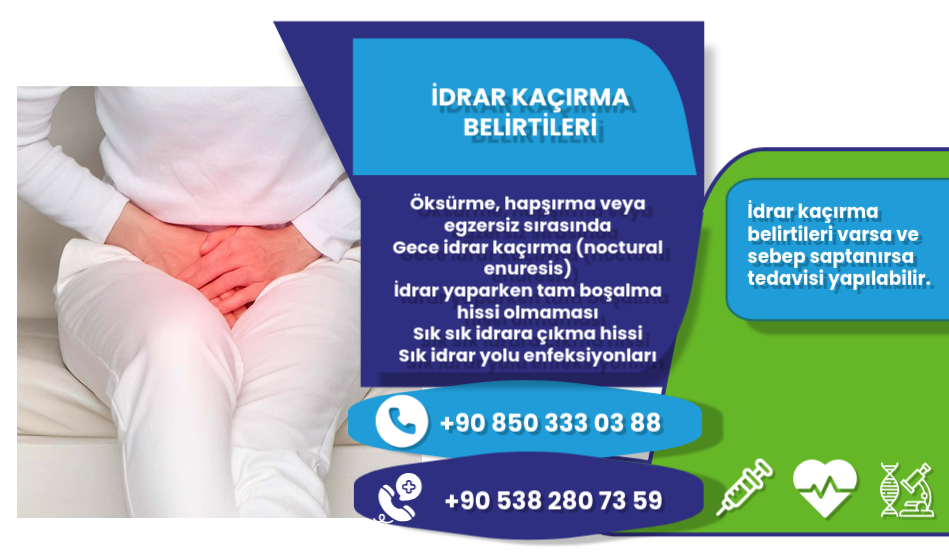 İDRAR KAÇIRMA
BELİRTİLERİ
Öksürme, hapşırma veya
egzersiz sırasında
Gece idrar kaçırma (noctural
enuresis)
İdrar yaparken tam boşalma
hissi olmaması
Sık sık idrara çıkma hissi
Sık idrar yolu enfeksiyonları
+90 850 333 03 88
+90 538 280 73 59
İdrar kaçırma
belirtileri varsa ve
sebep saptanırsa
tedavisi yapılabilir.